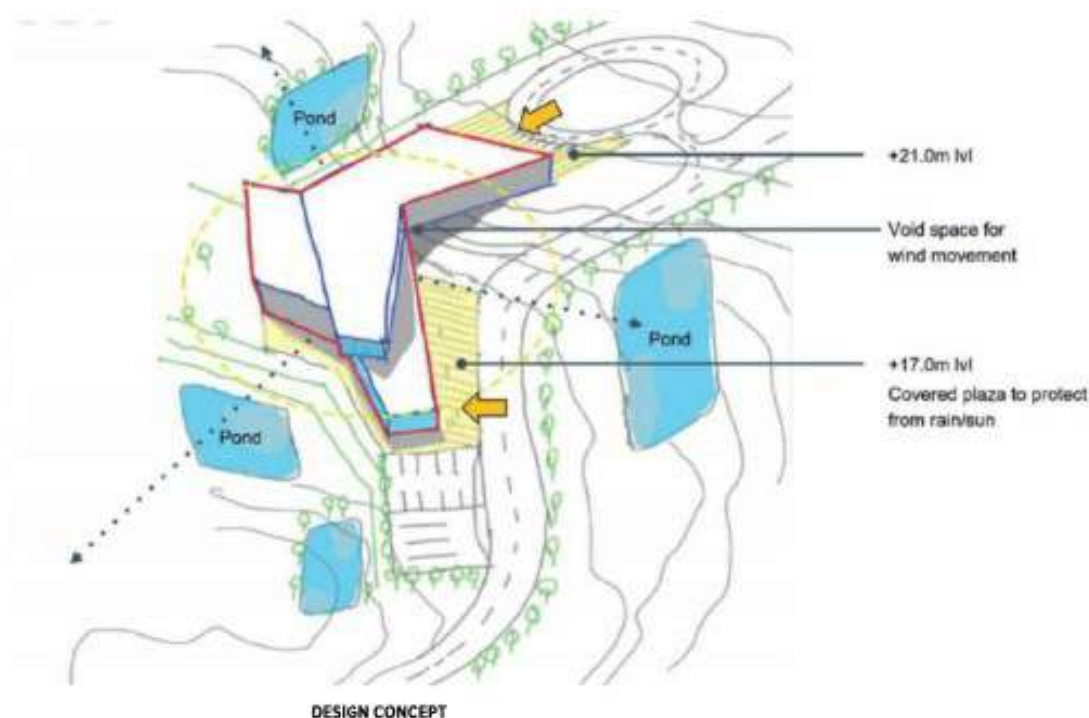 Pond
+21.0m lvl
Void space for
wind movement
Pond
+17.0m lvl
Covered plaza to protect
from rain/sun
Pond
DESIGN CONCEPT